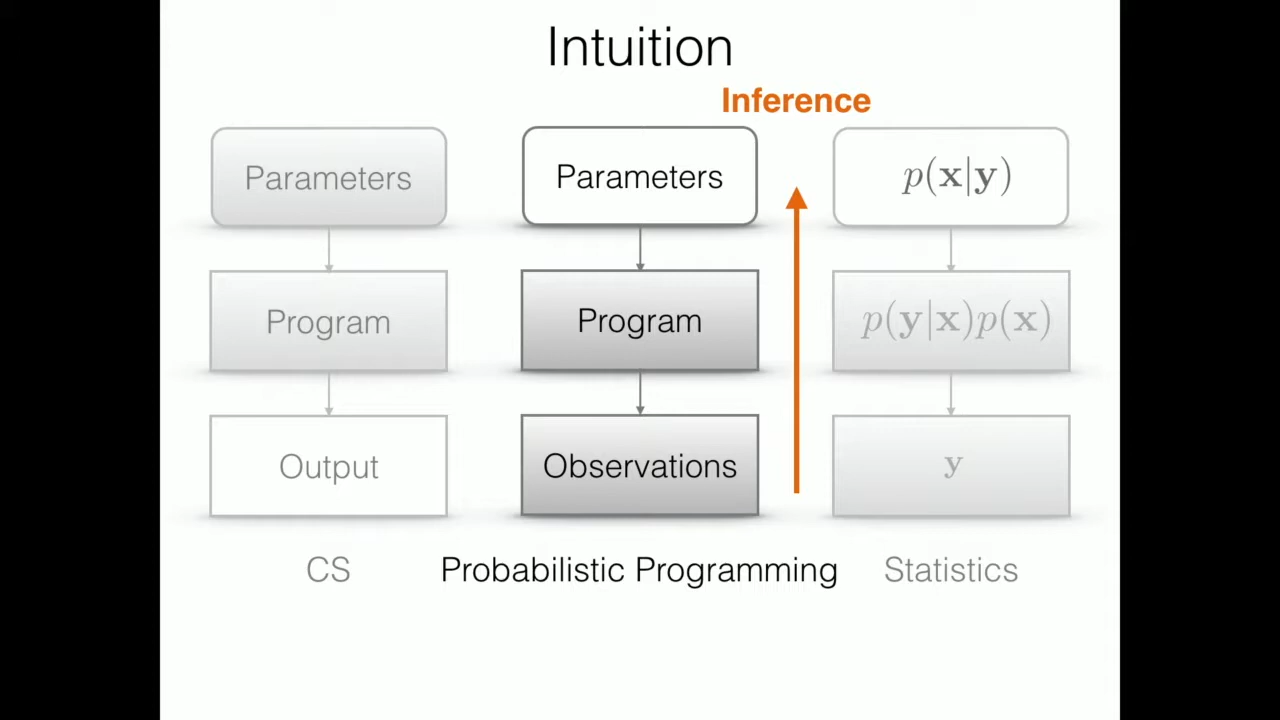 Intuition
Inference
Parameters
Program
Output
CS
Parameters
Program
Observations
Probabilistic Programming
p(x|y)
p(y|x)p(x)
y
Statistics